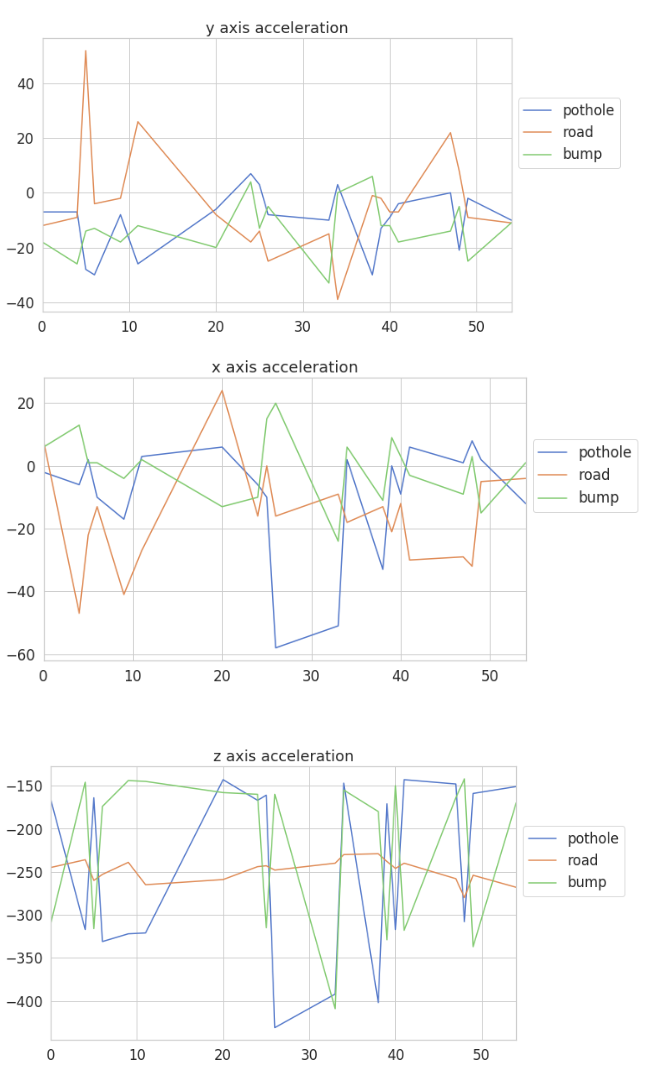 y axis acceleration
40
20
0
−20
−40
0 10 20 30 40 50
pothole
road
bump
x axis acceleration
20
0
−20
−40
−60
0 10 20 30 40 50
pothole
road
bump
z axis acceleration
−150
−200
−250
−300
−350
−400
0 10 20 30 40 50
pothole
road
bump